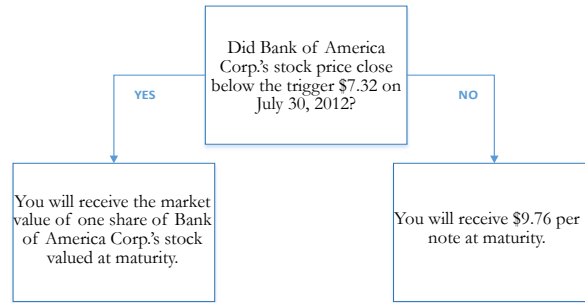 Did Bank of America
Corp.'s stock price close
below the trigger $7.32 on
July 30, 2012?
YES
NO
You will receive the market
value of one share of Bank
of America Corp.'s stock
valued at maturity.
You will receive $9.76 per
note at maturity.